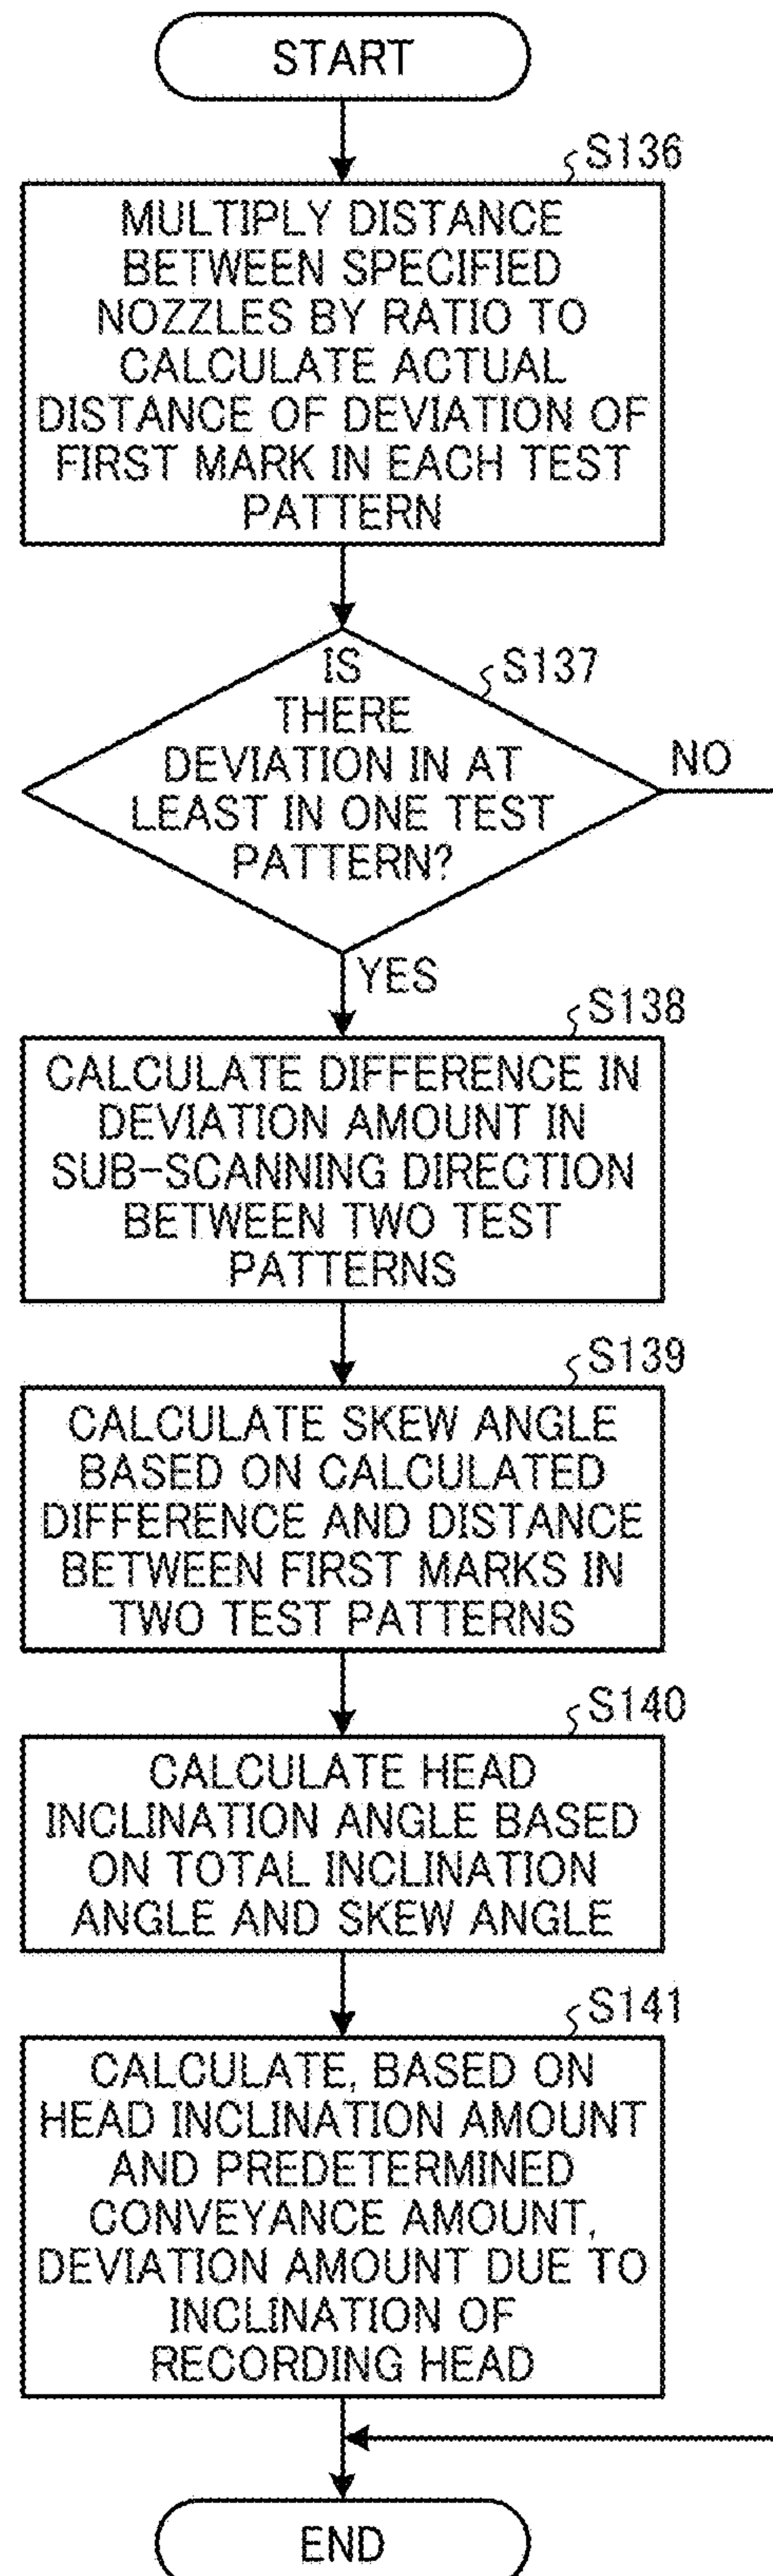 START
S136
MULTIPLY DISTANCE
BETWEEN SPECIFIED
NOZZLES BY RATIO TO
CALCULATE ACTUAL
DISTANCE OF DEVIATION OF
FIRST MARK IN EACH TEST
PATTERN
S137
IS
THERE
DEVIATION IN AT
LEAST IN ONE TEST
PATTERN?
NO
YES
S138
CALCULATE DIFFERENCE IN
DEVIATION AMOUNT IN
SUB-SCANNING DIRECTION
BETWEEN TWO TEST
PATTERNS
S139
CALCULATE SKEW ANGLE
BASED ON CALCULATED
DIFFERENCE AND DISTANCE
BETWEEN FIRST MARKS IN
TWO TEST PATTERNS
S140
CALCULATE HEAD
INCLINATION ANGLE BASED
ON TOTAL INCLINATION
ANGLE AND SKEW ANGLE
S141
CALCULATE, BASED ON
HEAD INCLINATION AMOUNT
AND PREDETERMINED
CONVEYANCE AMOUNT,
DEVIATION AMOUNT DUE TO
INCLINATION OF
RECORDING HEAD
END